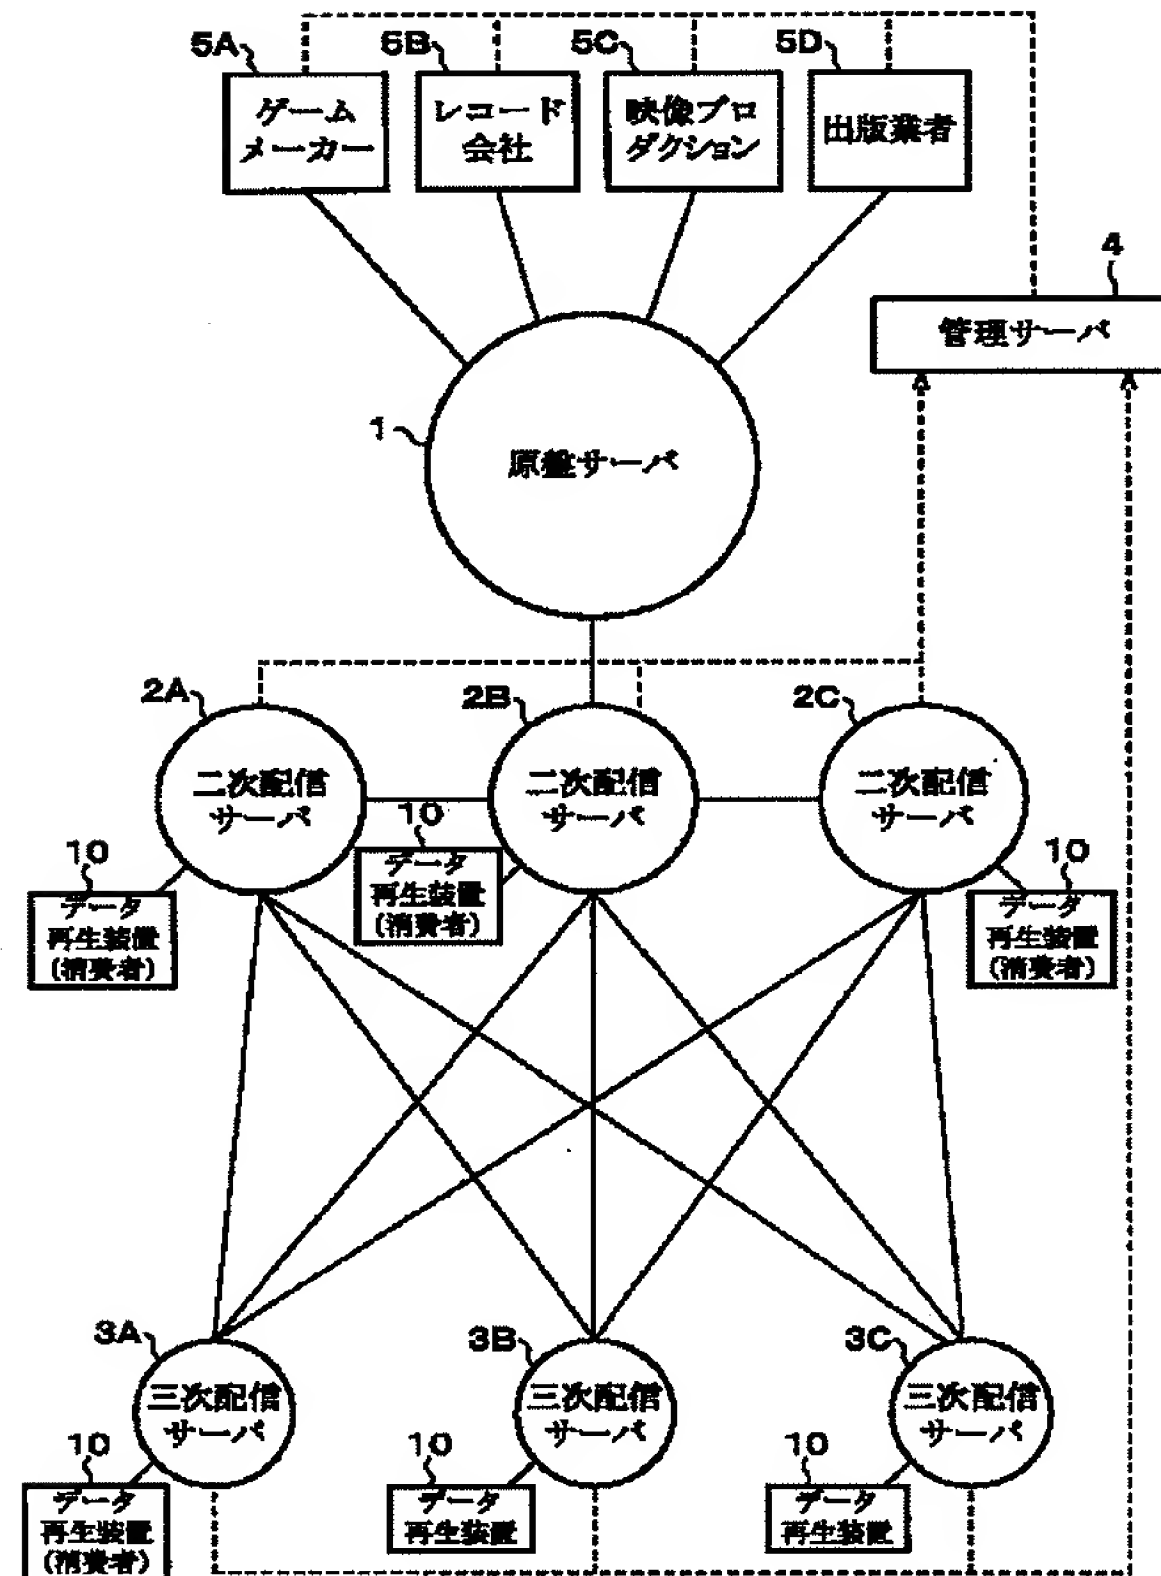 5A
5B
5C
5D
ゲーム
メーカー
レコード
会社
映像プロ
ダクション
出版業者
4
管理サーバ
1
原盤サーバ
2A
2B
2C
二次配信
サーバ
二次配信
サーバ
二次配信
サーバ
10
データ
再生装置
(消費者)
10
データ
再生装置
(消費者)
10
データ
再生装置
(消費者)
3A
3B
3C
三次配信
サーバ
三次配信
サーバ
三次配信
サーバ
10
データ
再生装置
(消費者)
10
データ
再生装置
10
データ
再生装置